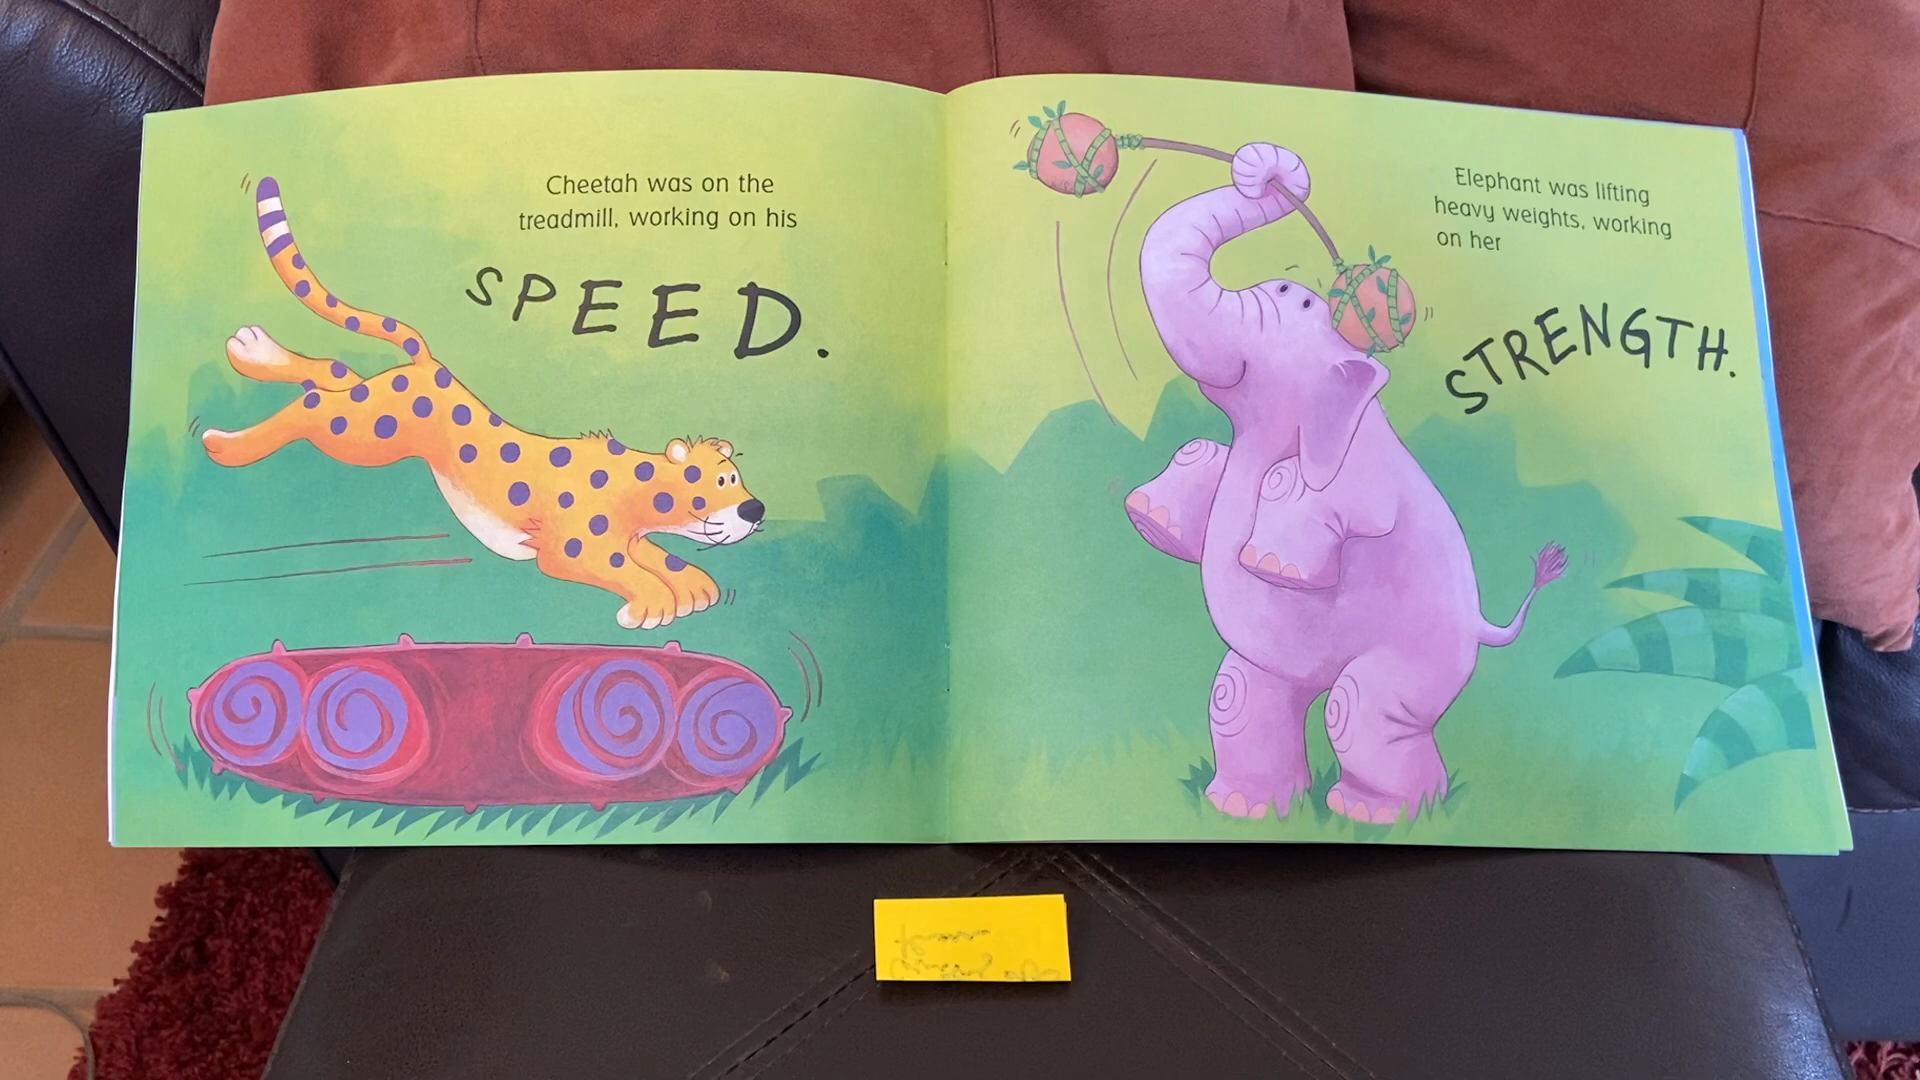 Cheetah was on the
treadmill, working on his
SPEED.
Elephant was lifting
heavy weights, working
on her
STRENGTH.